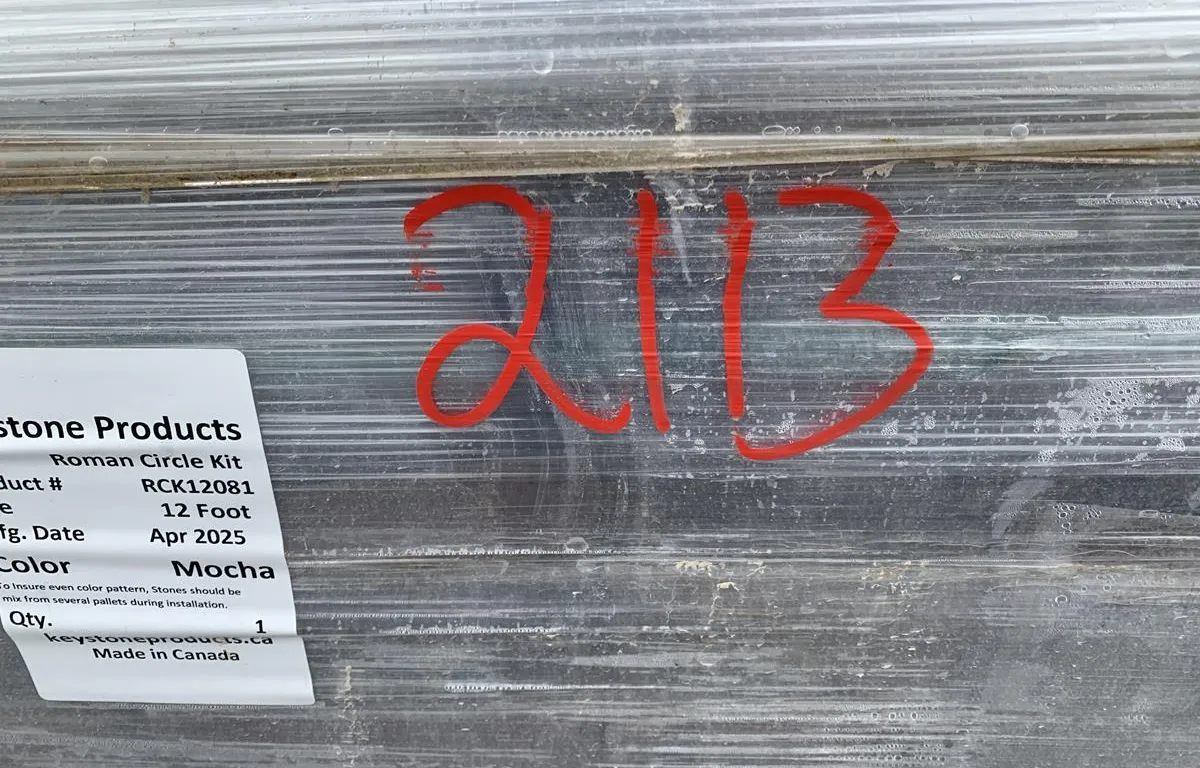 2113
stone Products
Roman Circle Kit
duct # RCK12081
e 12 Foot
fg. Date Apr 2025
Color Mocha
To Insure even color pattern, Stones should be
mix from several pallets during installation.
Qty. 1
keystoneproducts.ca
Made in Canada